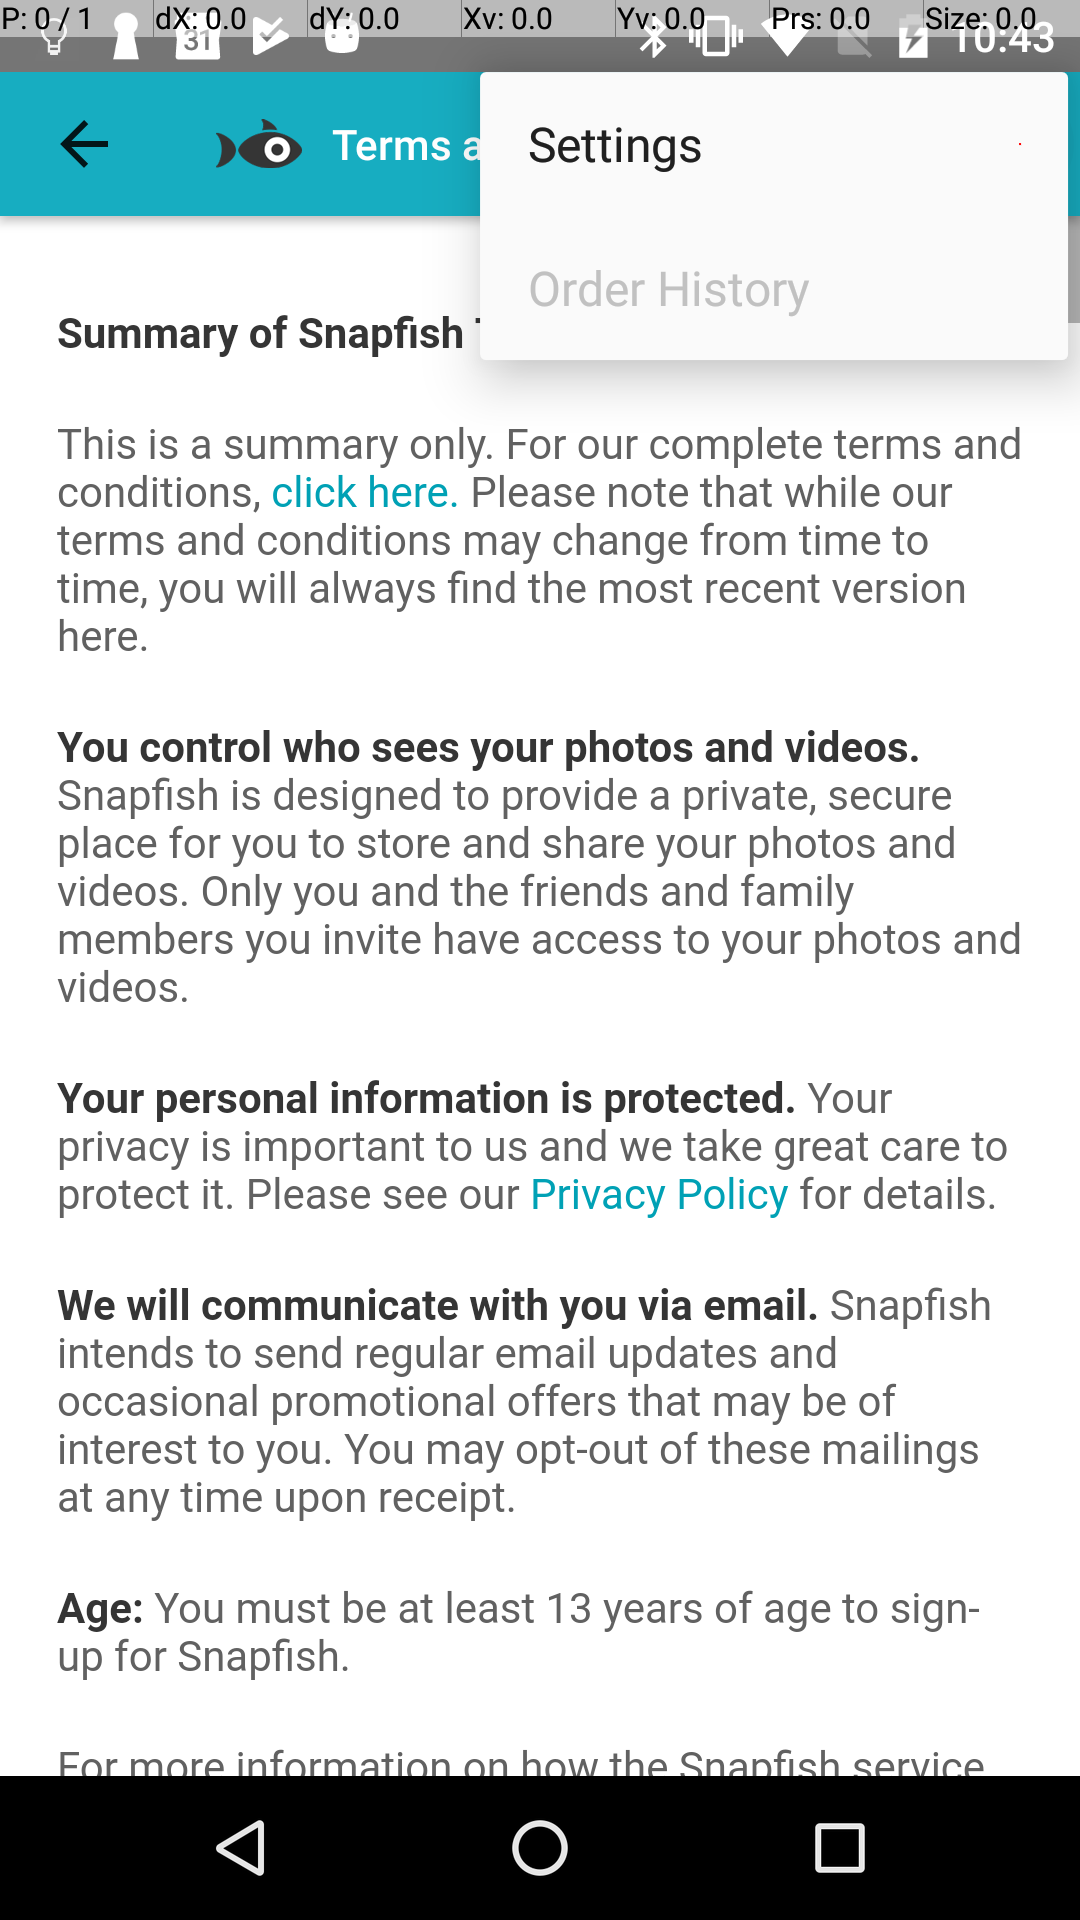 P: 0 / 1 dX: 0.0 dY: 0.0 Xv: 0.0 Yv: 0.0 Prs: 0.0 Size: 0.0
31 10:43
Terms a
Settings
Order History
Summary of Snapfish
This is a summary only. For our complete terms and
conditions, click here. Please note that while our
terms and conditions may change from time to
time, you will always find the most recent version
here.
You control who sees your photos and videos.
Snapfish is designed to provide a private, secure
place for you to store and share your photos and
videos. Only you and the friends and family
members you invite have access to your photos and
videos.
Your personal information is protected. Your
privacy is important to us and we take great care to
protect it. Please see our Privacy Policy for details.
We will communicate with you via email. Snapfish
intends to send regular email updates and
occasional promotional offers that may be of
interest to you. You may opt-out of these mailings
at any time upon receipt.
Age: You must be at least 13 years of age to sign-
up for Snapfish.
For more information on how the Snapfish service